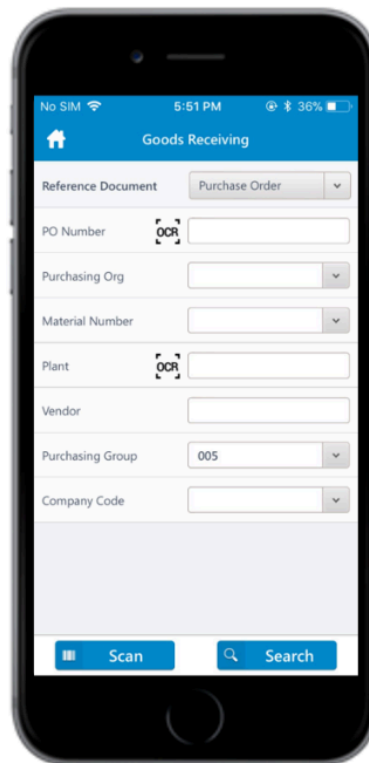 No SIM 5:51 PM 36%
Goods Receiving
Reference Document Purchase Order
PO Number OCR
Purchasing Org
Material Number
Plant OCR
Vendor
Purchasing Group 005
Company Code
Scan Search